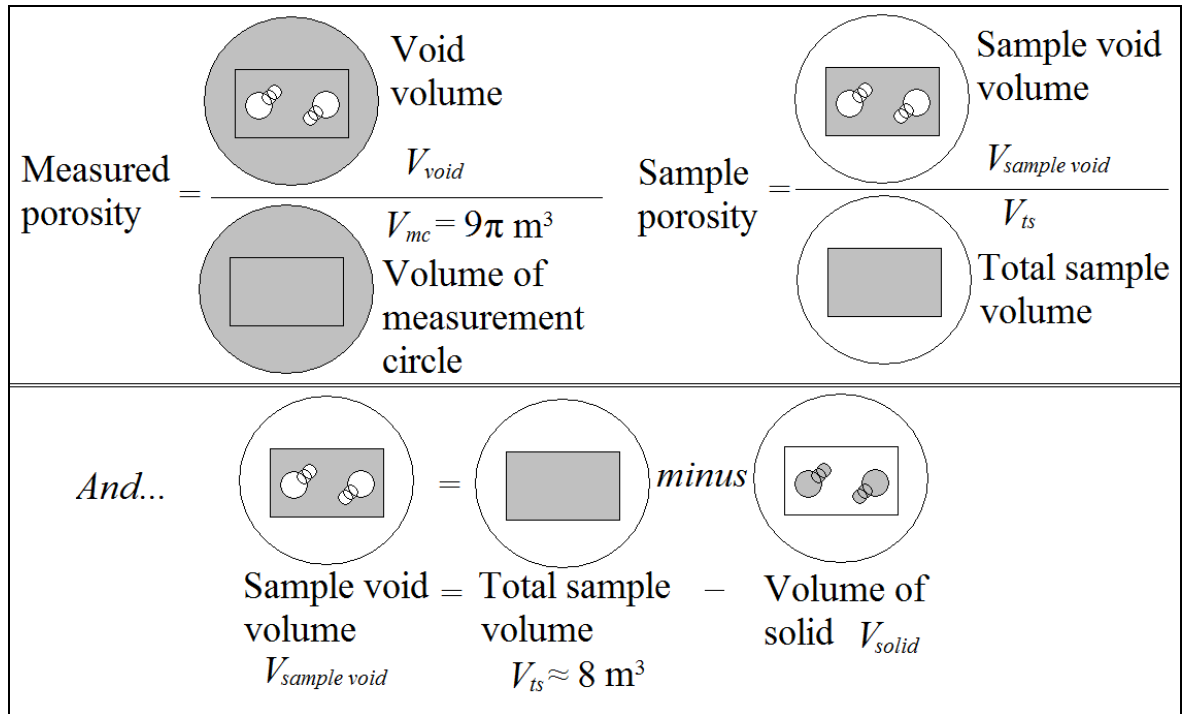 Void
volume
V_void
Measured
porosity
=
V_mc = 9π m³
Volume of
measurement
circle
Sample void
volume
V_sample void
Sample
porosity
=
V_ts
Total sample
volume
And...
=
minus
Sample void
volume
V_sample void
=
Total sample
volume
V_ts ≈ 8 m³
–
Volume of
solid V_solid